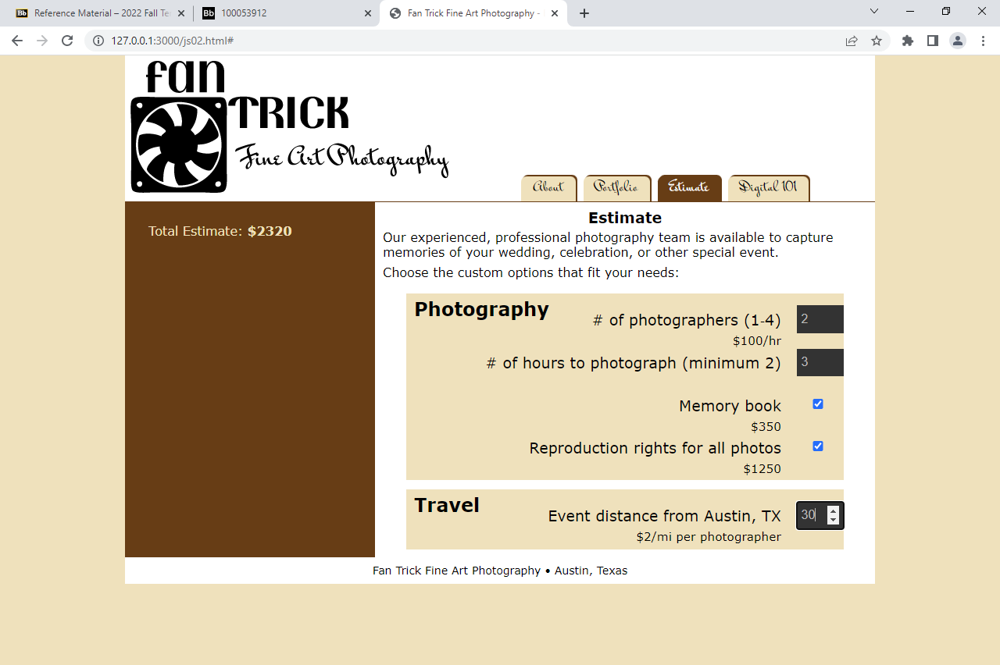 Reference Material – 2022 Fall Te
100053912
Fan Trick Fine Art Photography -
127.0.0.1:3000/js02.html#
fan
TRICK
Fine Art Photography
About
Portfolio
Estimate
Digital 101
Total Estimate: $2320
Estimate
Our experienced, professional photography team is available to capture
memories of your wedding, celebration, or other special event.
Choose the custom options that fit your needs:
Photography
# of photographers (1-4)
2
$100/hr
# of hours to photograph (minimum 2)
3
Memory book
$350
Reproduction rights for all photos
$1250
Travel
Event distance from Austin, TX
30
$2/mi per photographer
Fan Trick Fine Art Photography • Austin, Texas